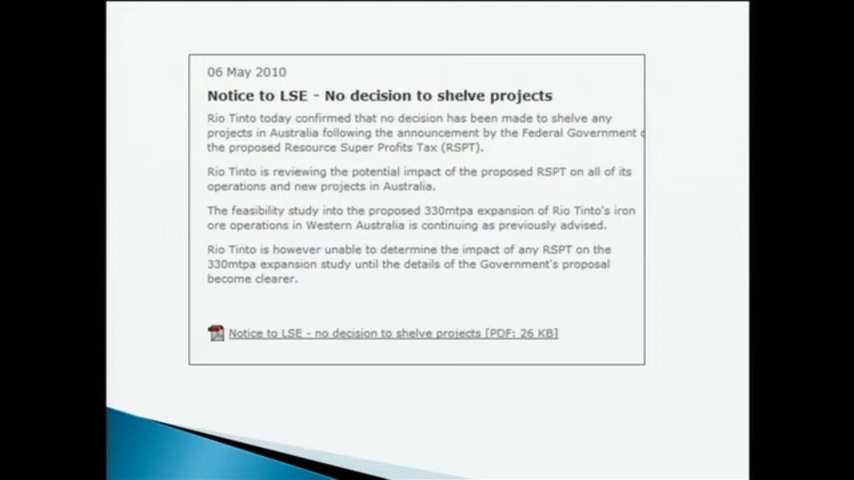 06 May 2010
Notice to LSE - No decision to shelve projects
Rio Tinto today confirmed that no decision has been made to shelve any
projects in Australia following the announcement by the Federal Government
the proposed Resource Super Profits Tax (RSPT).
Rio Tinto is reviewing the potential impact of the proposed RSPT on all of its
operations and new projects in Australia.
The feasibility study into the proposed 330mtpa expansion of Rio Tinto's iron
ore operations in Western Australia is continuing as previously advised.
Rio Tinto is however unable to determine the impact of any RSPT on the
330mtpa expansion study until the details of the Government's proposal
become clearer.
Notice to LSE - no decision to shelve projects [PDF: 26 KB]